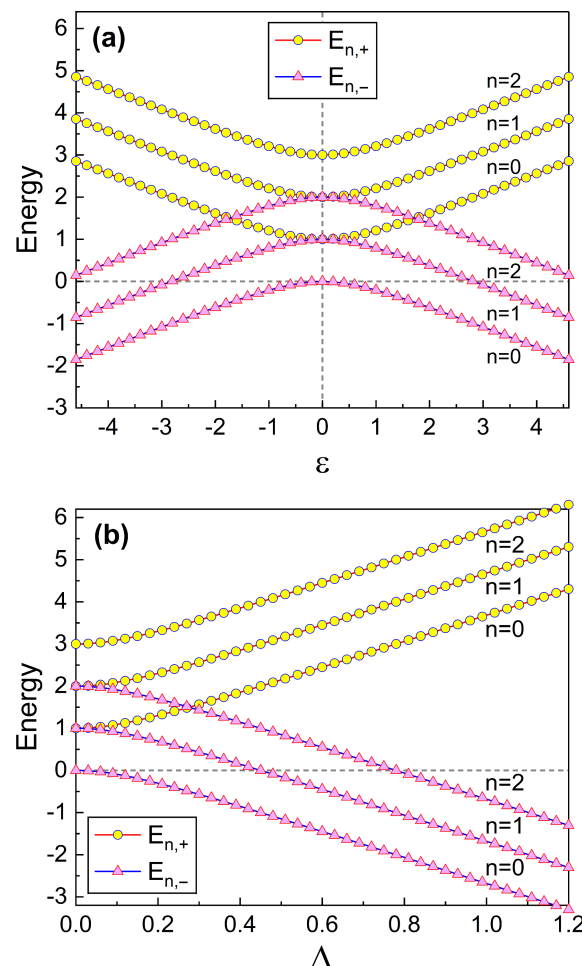 (a)
E_{n,+}
E_{n,−}
6
5
4
3
2
1
0
-1
-2
-3
Energy
n=2
n=1
n=0
n=2
n=1
n=0
-4 -3 -2 -1 0 1 2 3 4
ε
(b)
6
5
4
3
2
1
0
-1
-2
-3
Energy
n=2
n=1
n=0
n=2
n=1
n=0
E_{n,+}
E_{n,−}
0.0 0.2 0.4 0.6 0.8 1.0 1.2